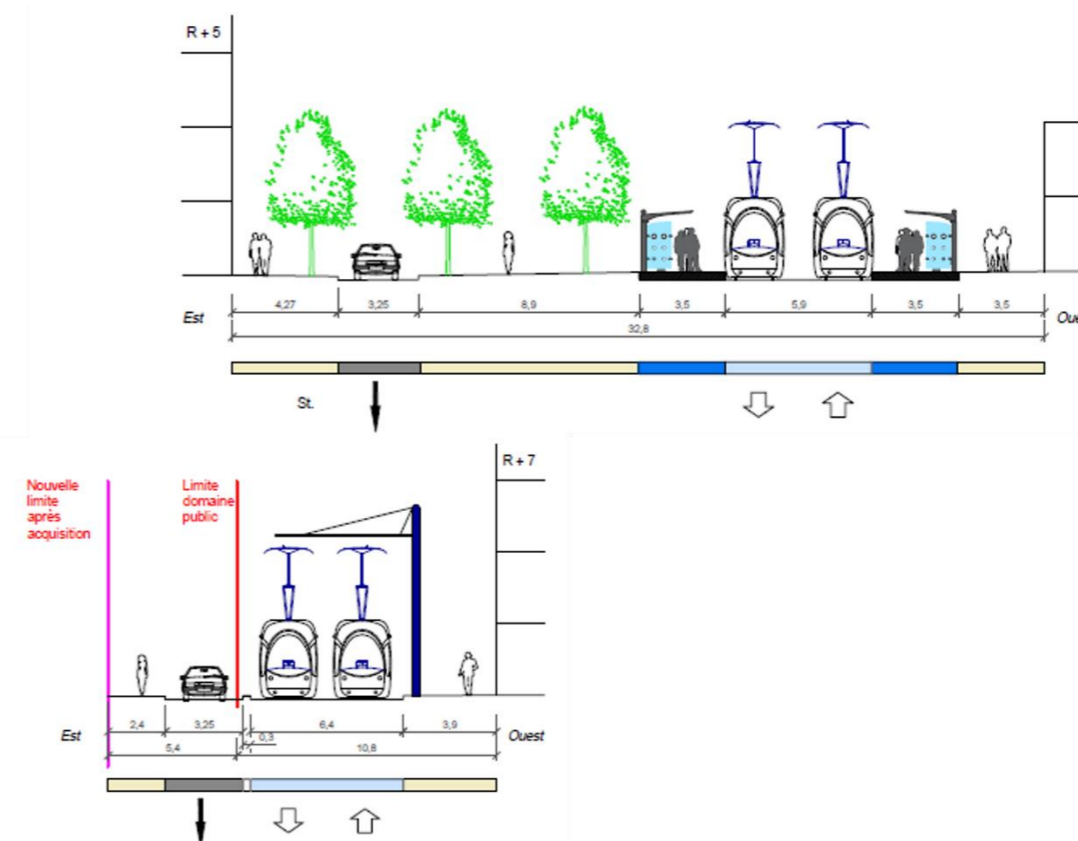 R + 5
4,27 3,25 8,9 3,5 5,9 3,5 3,5
Est
32,8
Oue
St.
R + 7
Nouvelle
limite
après
acquisition
Limite
domaine
public
2,4 3,25 6,4 3,9
Est 0,3 Ouest
5,4 10,8